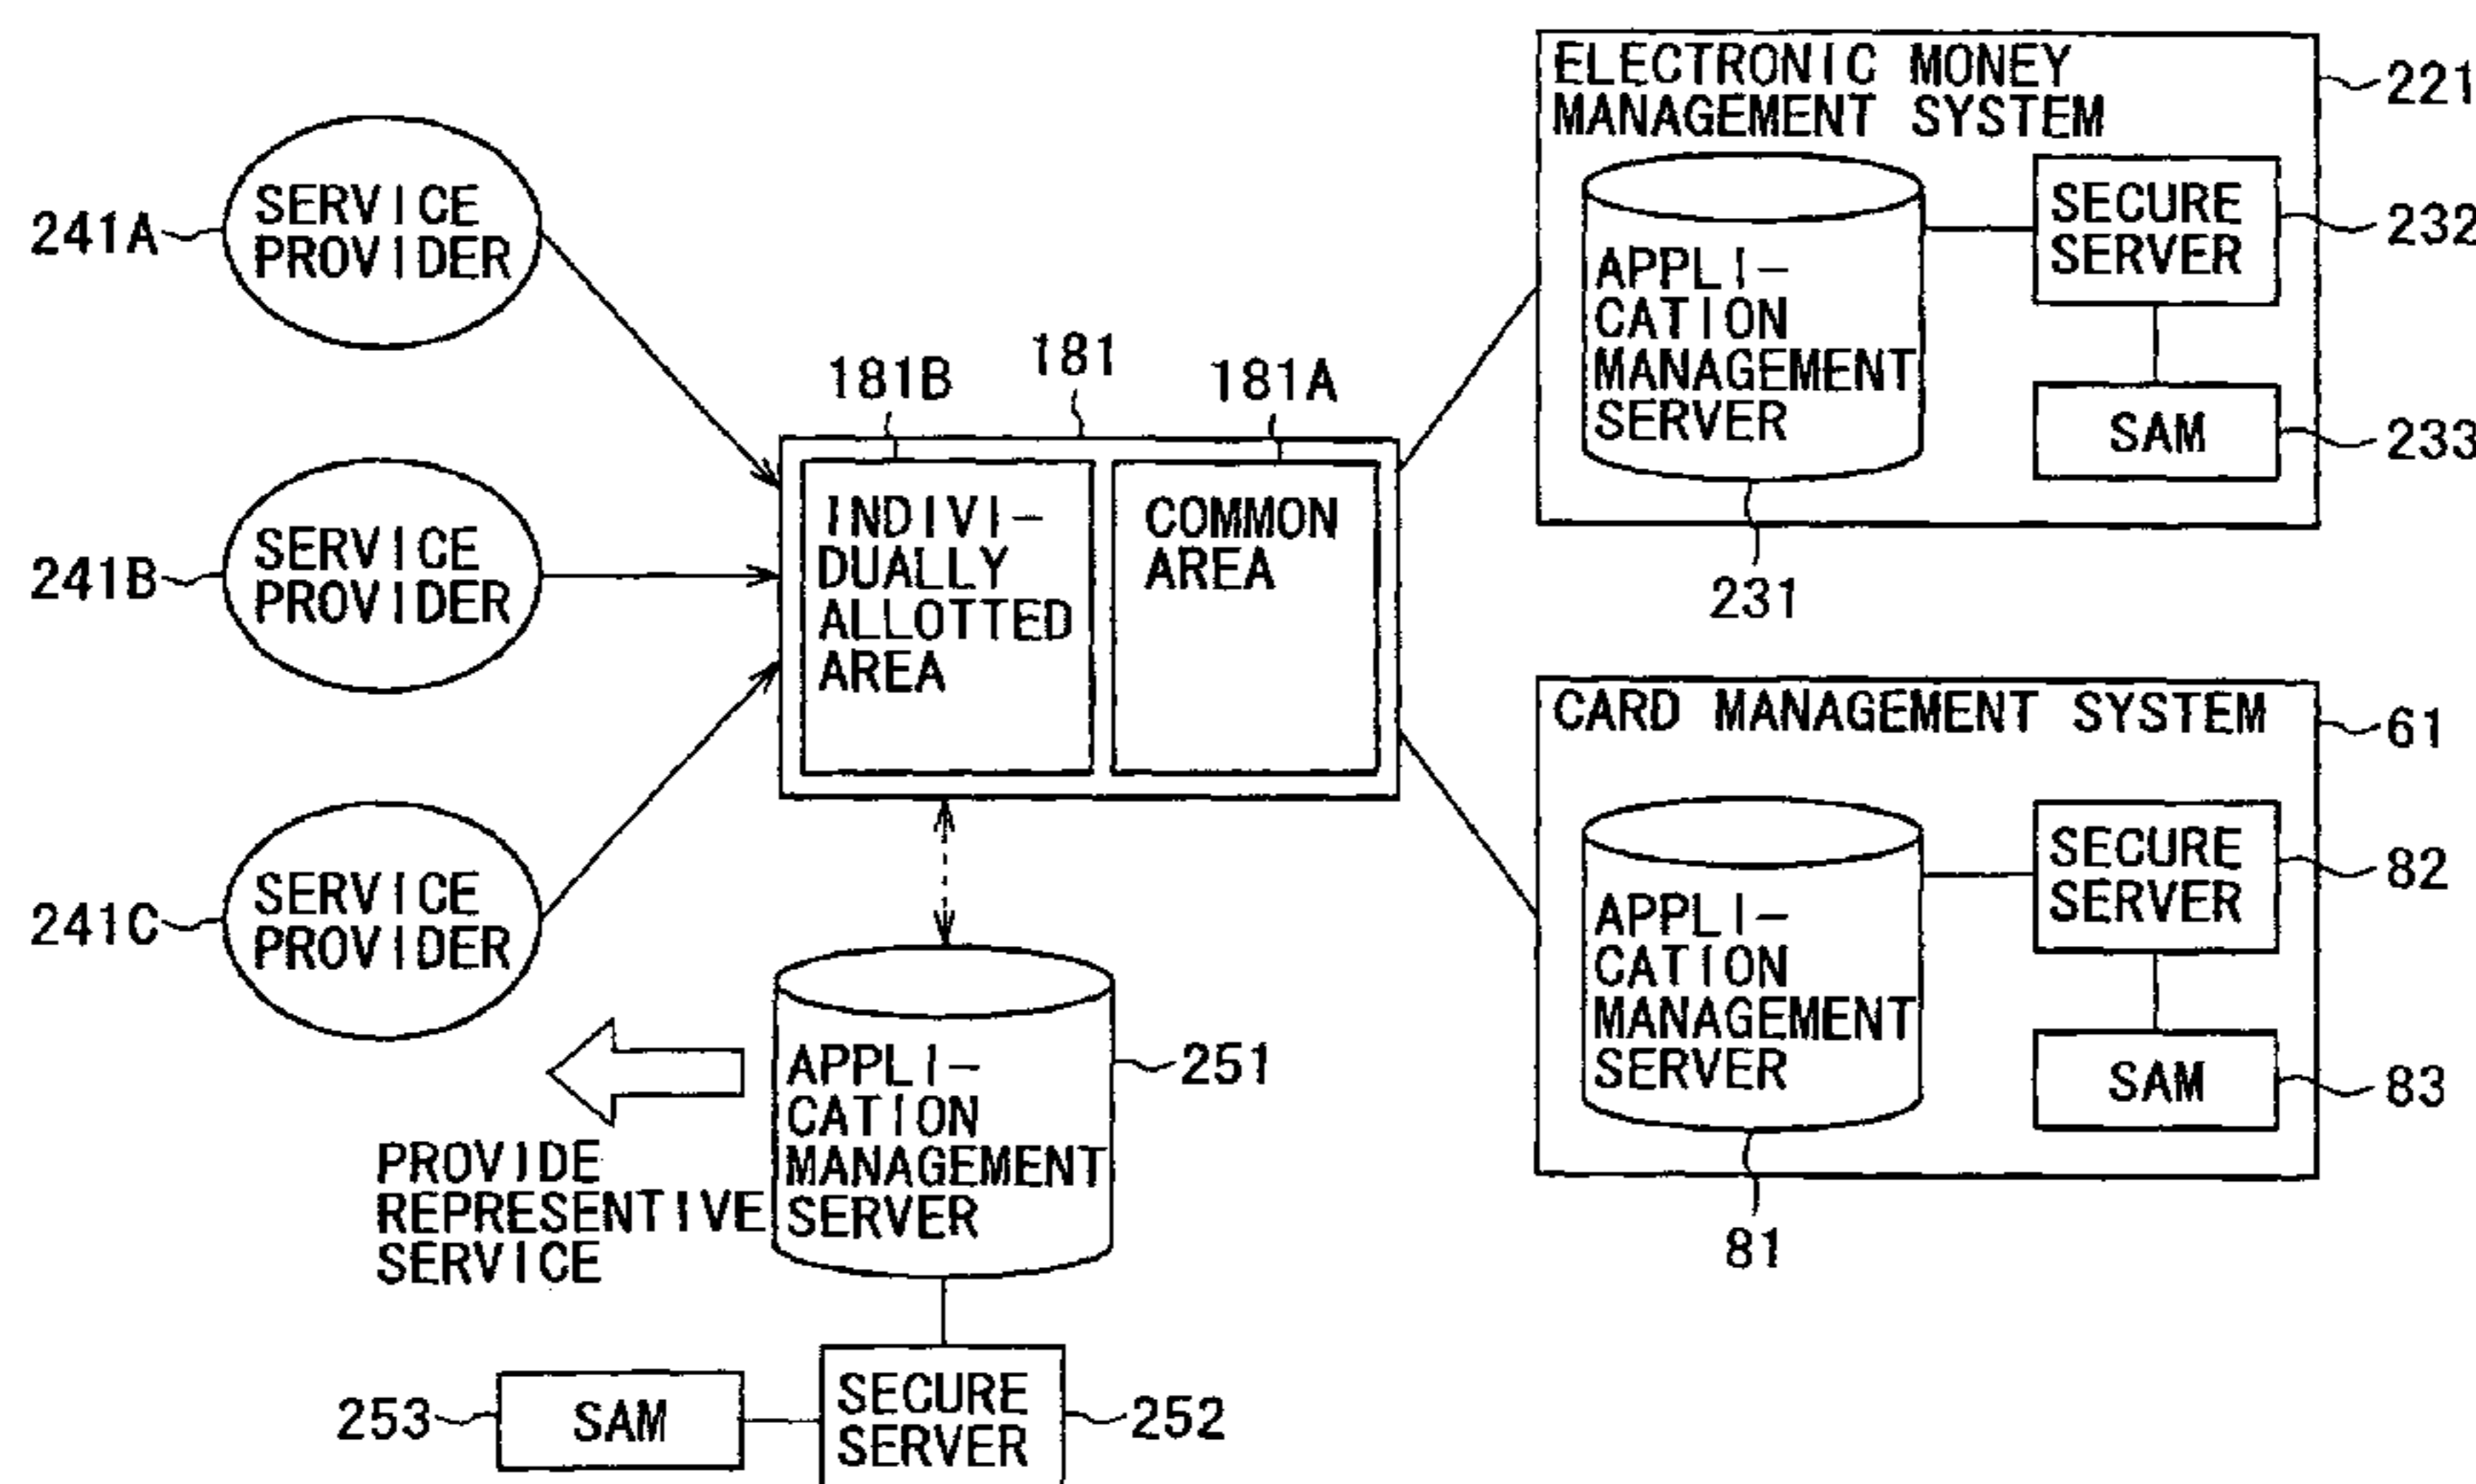 ELECTRONIC MONEY
MANAGEMENT SYSTEM
221
APPLI-
CATION
MANAGEMENT
SERVER
231
SECURE
SERVER
232
SAM
233
241A
SERVICE
PROVIDER
241B
SERVICE
PROVIDER
241C
SERVICE
PROVIDER
181B
181
181A
INDIVI-
DUALLY
ALLOTTED
AREA
COMMON
AREA
CARD MANAGEMENT SYSTEM
61
APPLI-
CATION
MANAGEMENT
SERVER
81
SECURE
SERVER
82
SAM
83
APPLI-
CATION
MANAGEMENT
SERVER
251
PROVIDE
REPRESENTIVE
SERVICE
253
SAM
SECURE
SERVER
252